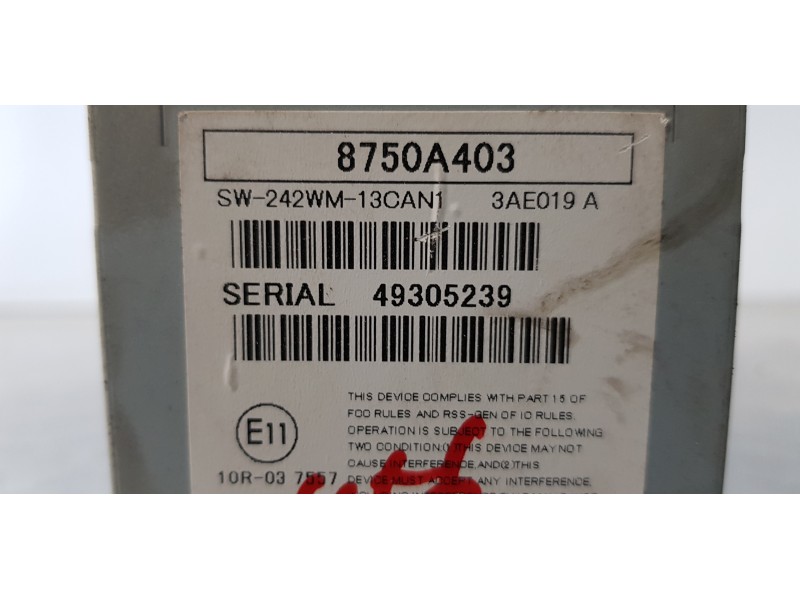 8750A403
SW-242WM-13CAN1 3AE019 A
SERIAL 49305239
THIS DEVICE COMPLIES WITH PART 15 OF
FCC RULES AND RSS-GEN OF IC RULES.
OPERATION IS SUBJECT TO THE FOLLOWING
TWO CONDITION:(1)THIS DEVICE MAY NOT
CAUSE INTERFERENCE,AND(2)THIS
DEVICE MUST ACCEPT ANY INTERFERENCE,
E11
10R-03 7557